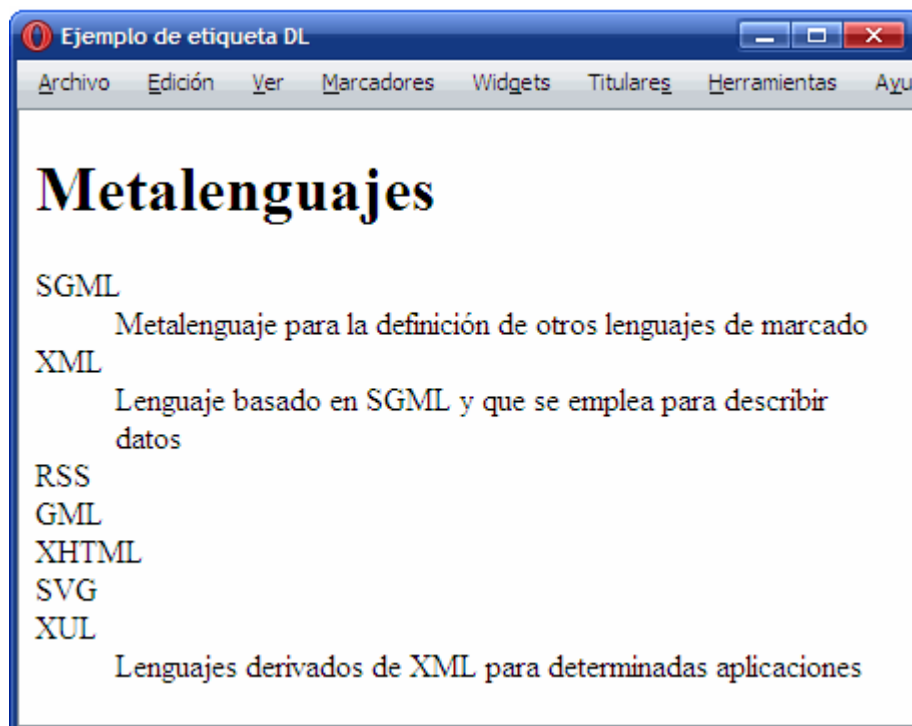 Ejemplo de etiqueta DL
Archivo Edición Ver Marcadores Widgets Titulares Herramientas Ayu
Metalenguajes
SGML
Metalenguaje para la definición de otros lenguajes de marcado
XML
Lenguaje basado en SGML y que se emplea para describir
datos
RSS
GML
XHTML
SVG
XUL
Lenguajes derivados de XML para determinadas aplicaciones